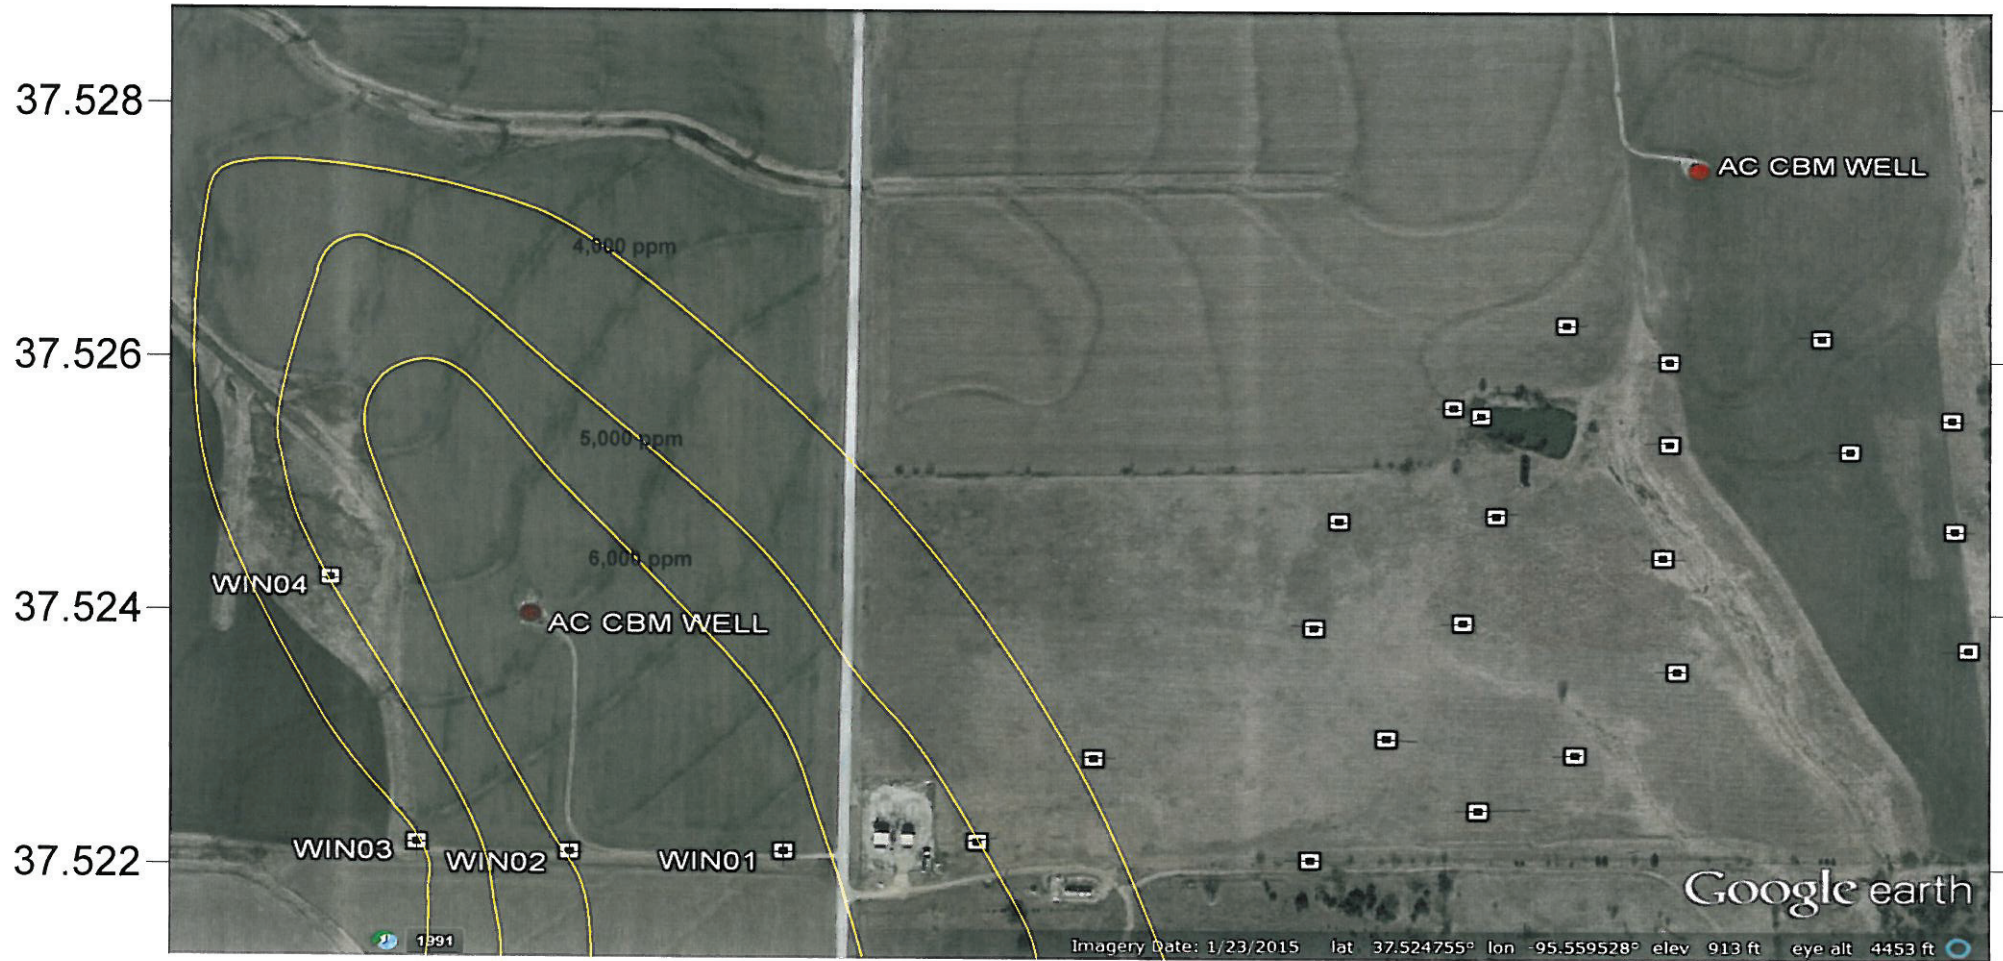 37.528
AC CBM WELL
4,000 ppm
37.526
5,000 ppm
6,000 ppm
WIN04
37.524
AC CBM WELL
WIN03
WIN02
WIN01
37.522
Google earth
1991
Imagery Date: 1/23/2015 lat 37.524755° lon -95.559528° elev 913 ft eye alt 4453 ft